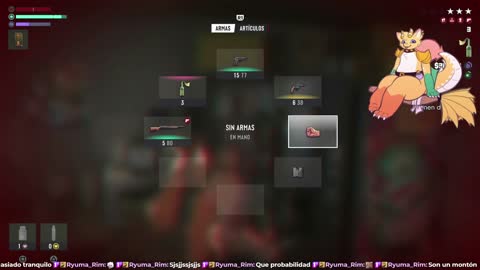 ARMAS ARTÍCULOS
15 77
3
6 38
5 80
SIN ARMAS
EN MANO
3
1
0
asiado tranquilo Ryuma_Rim: Ryuma_Rim: Sjsjjssjsjjs Ryuma_Rim: Que probabilidad Ryuma_Rim: Ryuma_Rim: Son un montón